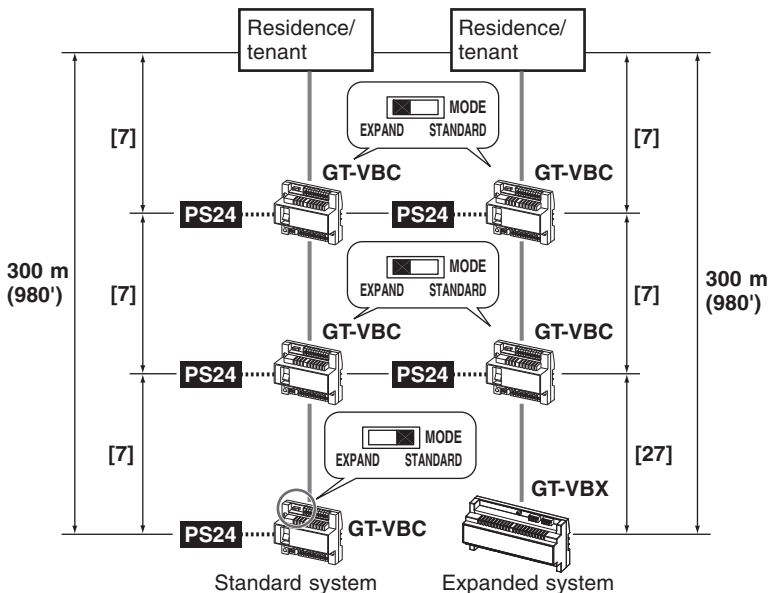 Residence/
tenant
Residence/
tenant
[7]
MODE
EXPAND STANDARD
[7]
GT-VBC
GT-VBC
PS24
PS24
300 m
(980')
[7]
MODE
EXPAND STANDARD
[7]
300 m
(980')
GT-VBC
GT-VBC
PS24
PS24
[7]
MODE
EXPAND STANDARD
[27]
GT-VBX
PS24
GT-VBC
Standard system
Expanded system